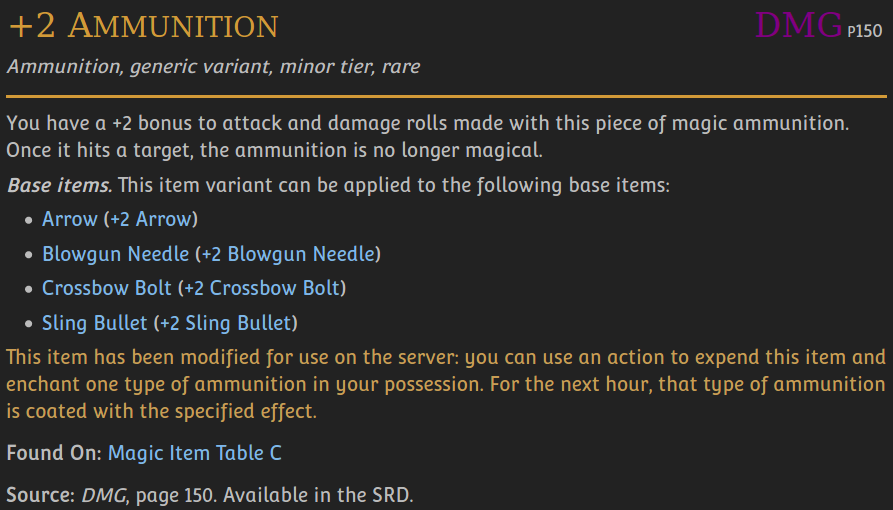 +2 Ammunition DMG P150
Ammunition, generic variant, minor tier, rare
You have a +2 bonus to attack and damage rolls made with this piece of magic ammunition.
Once it hits a target, the ammunition is no longer magical.
Base items. This item variant can be applied to the following base items:
• Arrow (+2 Arrow)
• Blowgun Needle (+2 Blowgun Needle)
• Crossbow Bolt (+2 Crossbow Bolt)
• Sling Bullet (+2 Sling Bullet)
This item has been modified for use on the server: you can use an action to expend this item and
enchant one type of ammunition in your possession. For the next hour, that type of ammunition
is coated with the specified effect.
Found On: Magic Item Table C
Source: DMG, page 150. Available in the SRD.